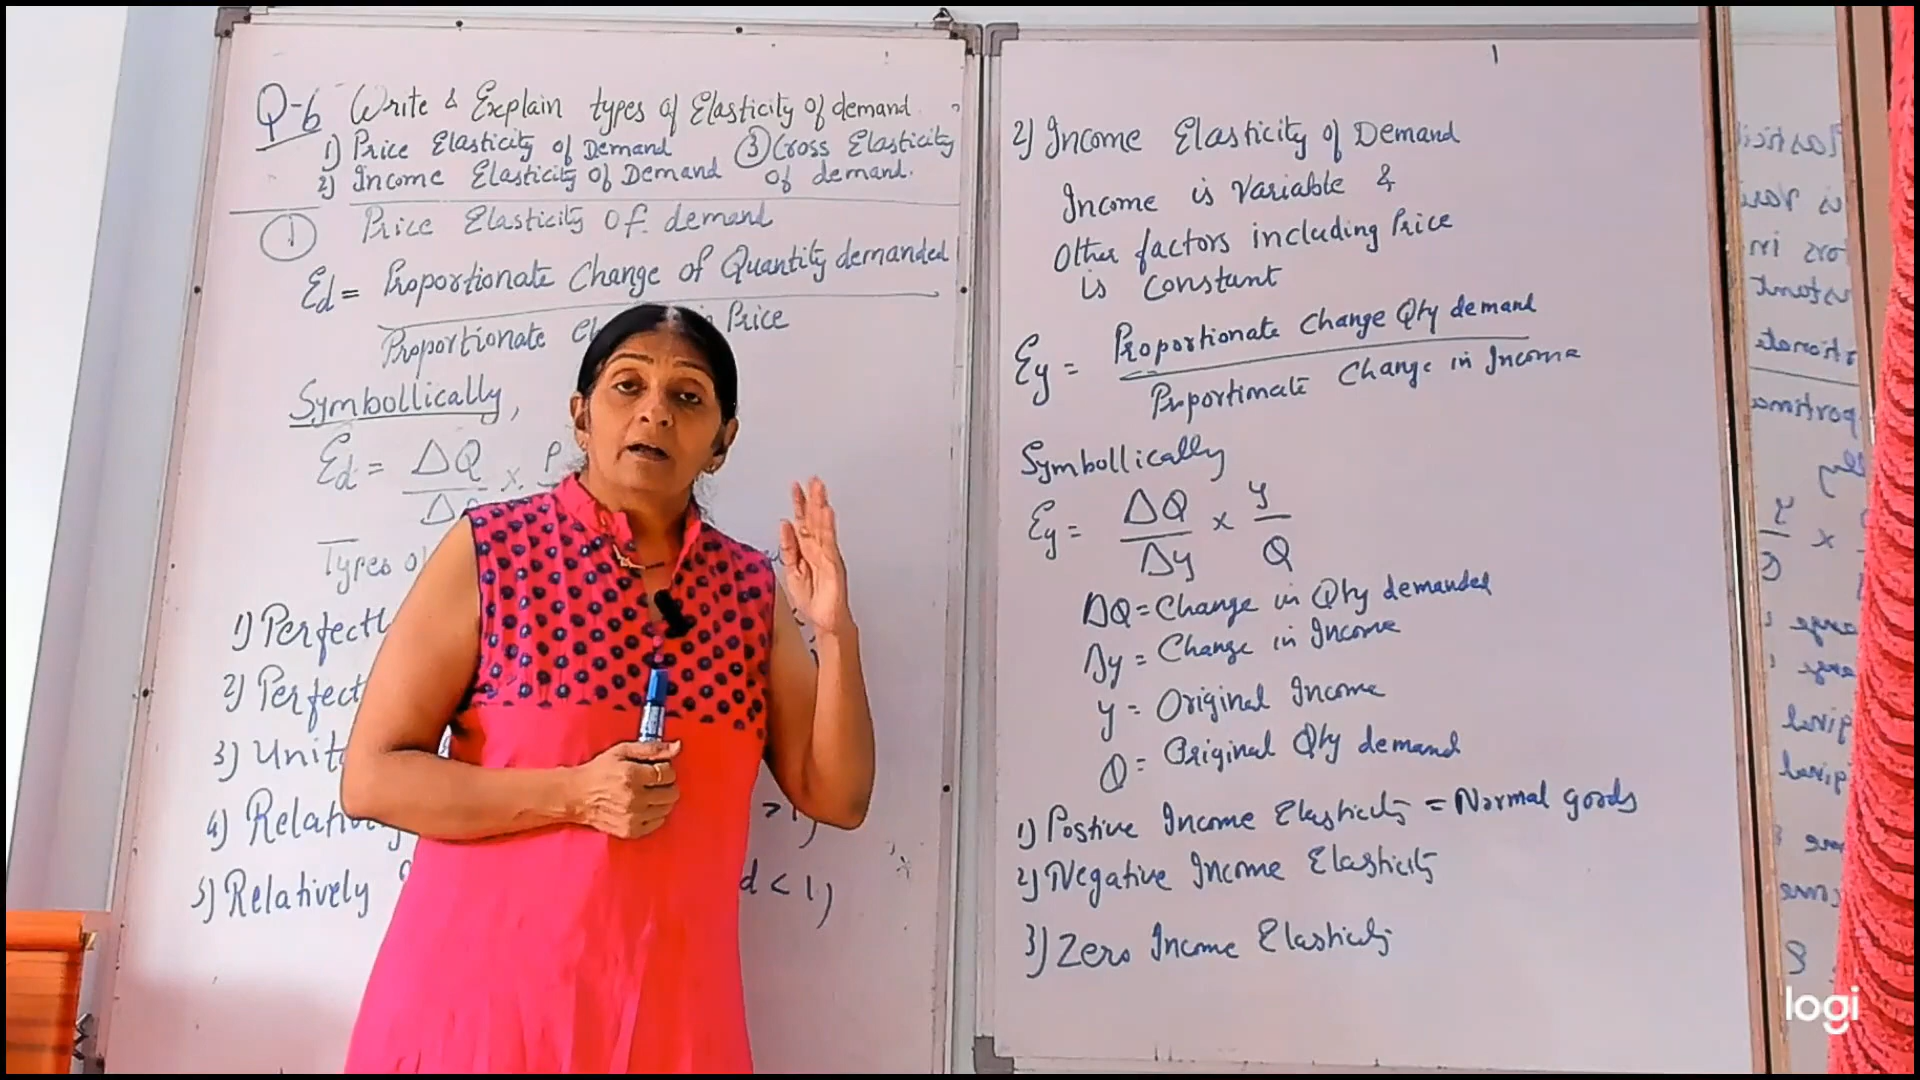 Q-6 Write & Explain types of Elasticity of demand.
1) Price Elasticity of Demand
2) Income Elasticity of Demand
③ Cross Elasticity
of demand.
① Price Elasticity of demand
Ed = Proportionate Change of Quantity demanded
Proportionate Price
Symbollically,
Ed = ΔQ × P
Δ
Types
1)
2)
3)
4) >1)
5) Relatively d < 1)
2) Income Elasticity of Demand
Income is Variable &
Other factors including Price
is Constant
Ey = Proportionate Change Qty demand
Proportionate Change in Income
Symbollically
Ey = ΔQ × y
Δy Q
ΔQ = Change in Qty demanded
Δy = Change in Income
y = Original Income
Q = Original Qty demand
1) Postive Income Elasticity = Normal goods
2) Negative Income Elasticity
3) Zero Income Elasticity
logi